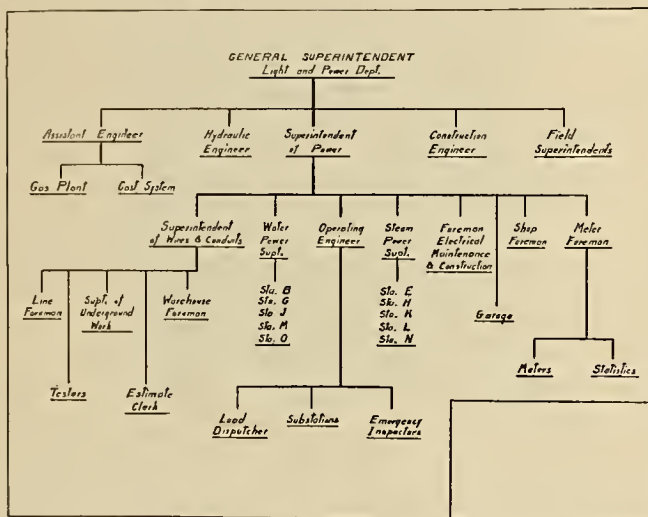 GENERAL SUPERINTENDENT
Light and Power Dept.
Assistant Engineer
Hydraulic
Engineer
Superintendent
of Power
Construction
Engineer
Field
Superintendents
Gas Plant
Cost System
Superintendent
of Wires & Conduits
Water
Power
Supt.
Operating
Engineer
Steam
Power
Supt.
Foreman
Electrical
Maintenance
& Construction
Shop
Foreman
Meter
Foreman
Line
Foreman
Supt. of
Underground
Work
Warehouse
Foreman
Sta. B
Sta. G
Sta. J
Sta. M
Sta. O
Sta. E
Sta. H
Sta. K
Sta. L
Sta. N
Garage
Testers
Estimate
Clerk
Meters
Statistics
Load
Dispatcher
Substations
Emergency
Inspectors